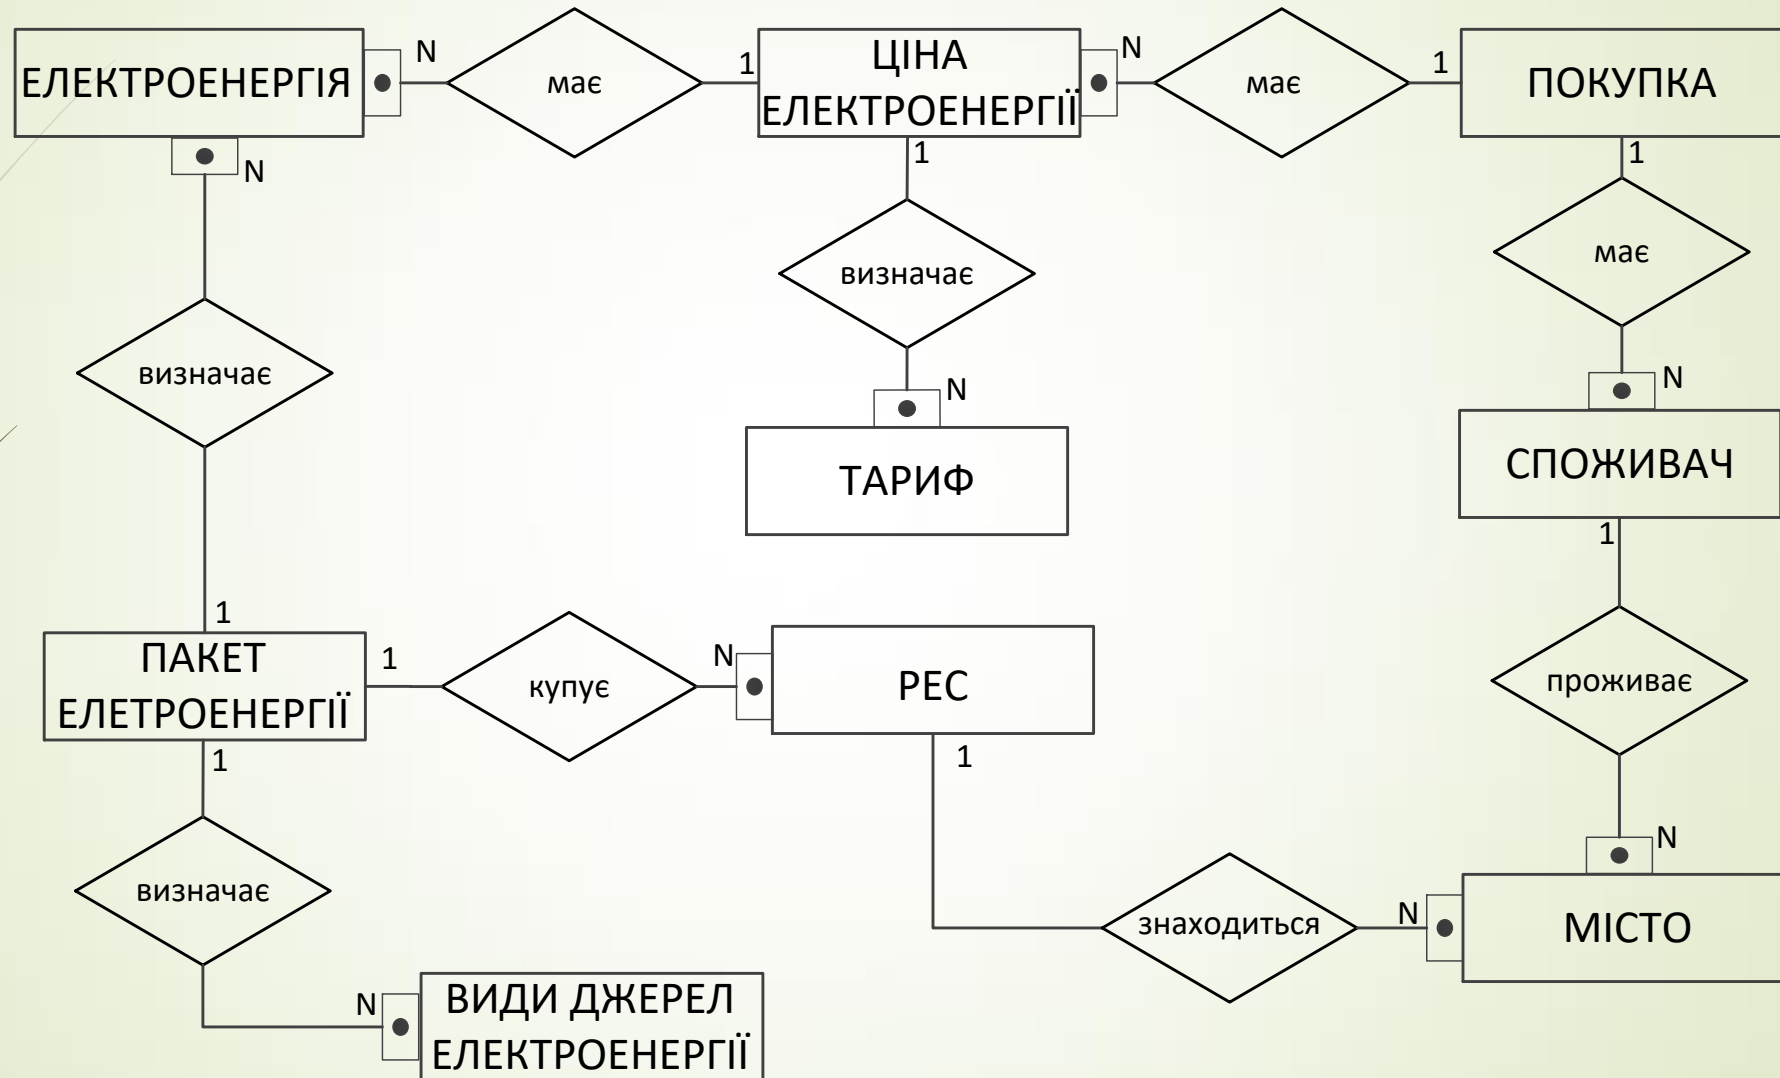 ЕЛЕКТРОЕНЕРГІЯ
N
має
1
ЦІНА
ЕЛЕКТРОЕНЕРГІЇ
N
має
1
ПОКУПКА
N
1
1
визначає
має
визначає
N
N
ТАРИФ
СПОЖИВАЧ
1
1
ПАКЕТ
ЕЛЕТРОЕНЕРГІЇ
1
купує
N
РЕС
проживає
1
1
N
визначає
знаходиться
N
МІСТО
N
ВИДИ ДЖЕРЕЛ
ЕЛЕКТРОЕНЕРГІЇ